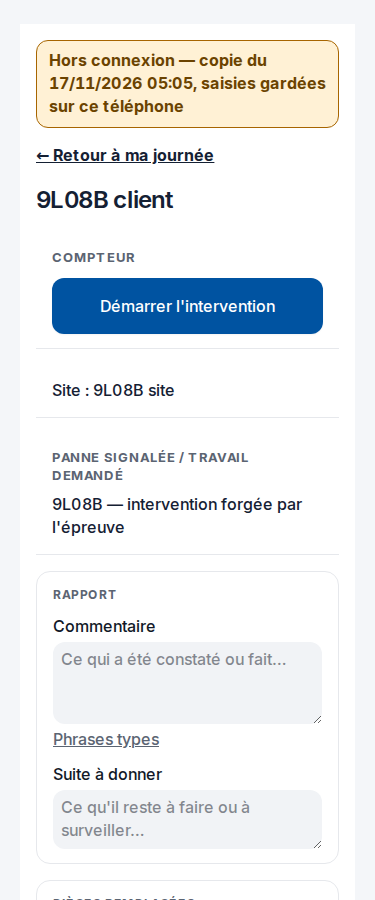 Hors connexion — copie du
17/11/2026 05:05, saisies gardées
sur ce téléphone
← Retour à ma journée
9L08B client
COMPTEUR
Démarrer l'intervention
Site : 9L08B site
PANNE SIGNALÉE / TRAVAIL
DEMANDÉ
9L08B — intervention forgée par
l'épreuve
RAPPORT
Commentaire
Ce qui a été constaté ou fait...
Phrases types
Suite à donner
Ce qu'il reste à faire ou à
surveiller...